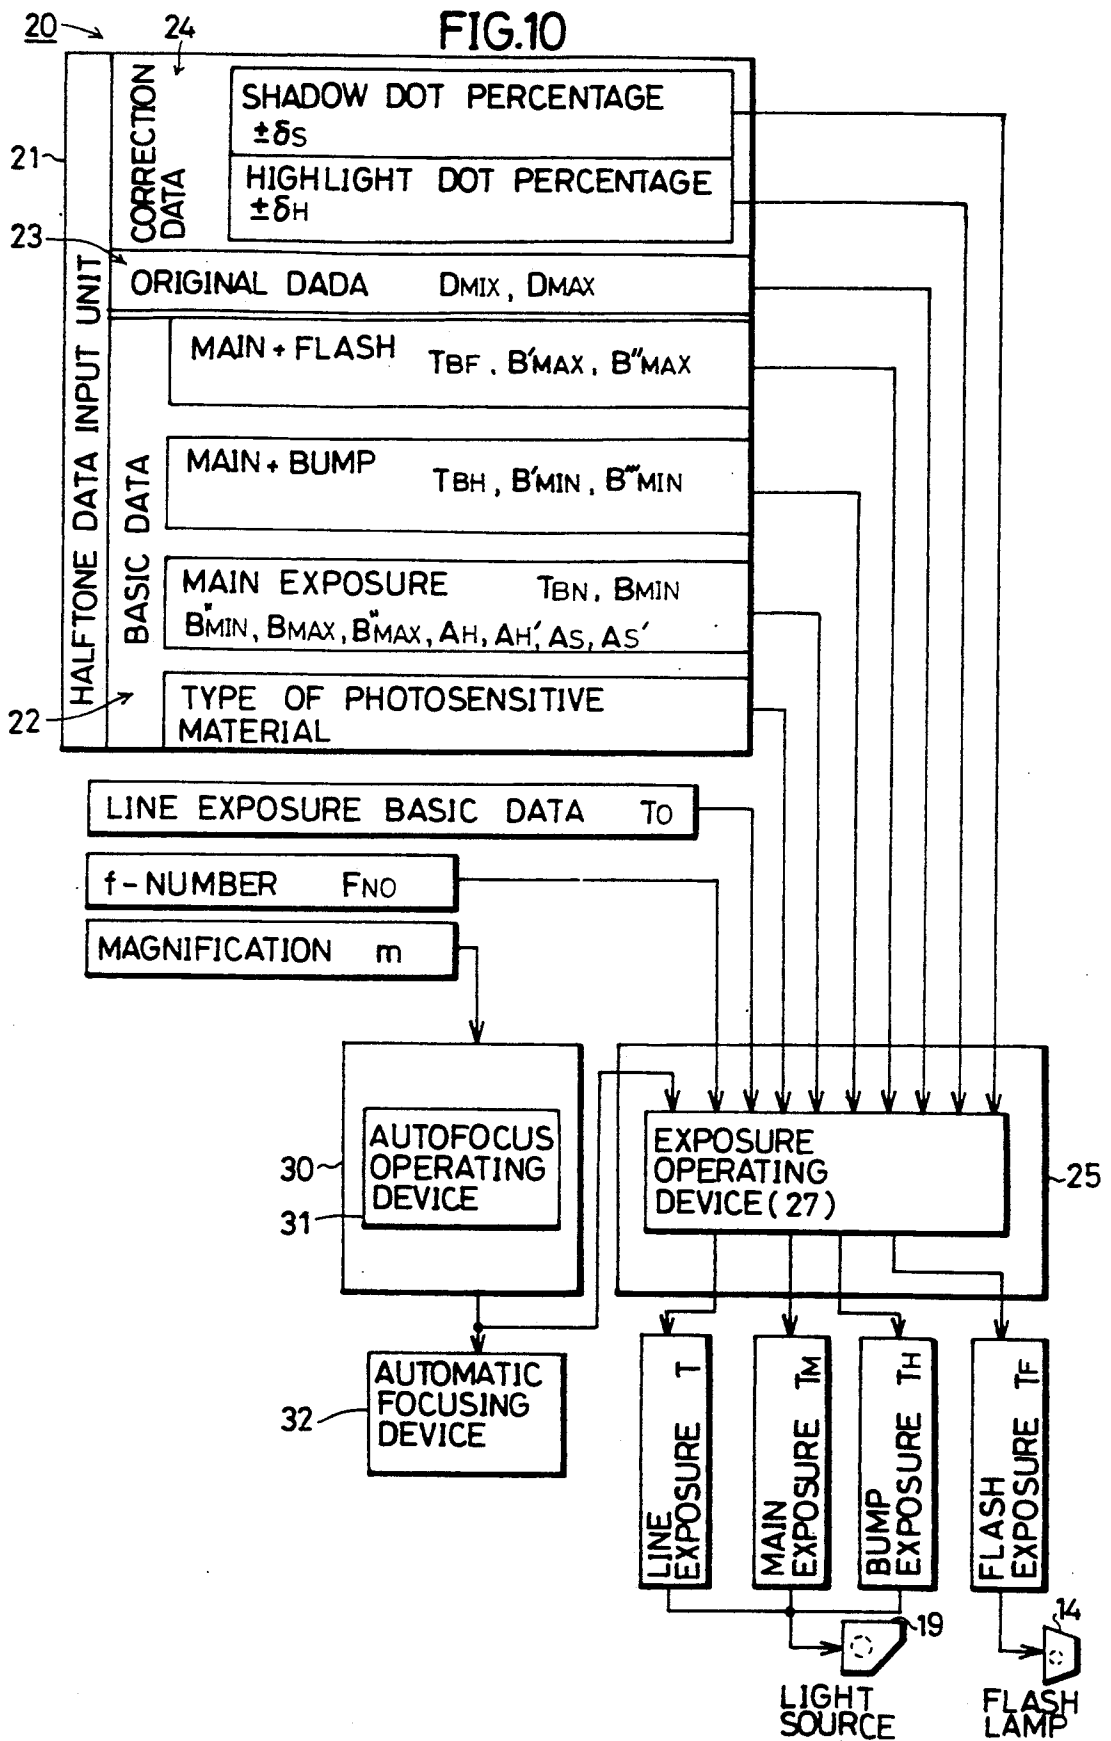 FIG.10
20
24
21
23
22
HALFTONE DATA INPUT UNIT
CORRECTION
DATA
SHADOW DOT PERCENTAGE
±δS
HIGHLIGHT DOT PERCENTAGE
±δH
ORIGINAL DADA DMIX, DMAX
BASIC DATA
MAIN + FLASH TBF, B'MAX, B"MAX
MAIN + BUMP TBH, B'MIN, B'''MIN
MAIN EXPOSURE TBN, BMIN
B"MIN, BMAX, B"MAX, AH, AH', AS, AS'
TYPE OF PHOTOSENSITIVE
MATERIAL
LINE EXPOSURE BASIC DATA TO
f-NUMBER FNO
MAGNIFICATION m
30
31
AUTOFOCUS
OPERATING
DEVICE
EXPOSURE
OPERATING
DEVICE (27)
25
32
AUTOMATIC
FOCUSING
DEVICE
LINE
EXPOSURE T
MAIN
EXPOSURE TM
BUMP
EXPOSURE TH
FLASH
EXPOSURE TF
19
14
LIGHT
SOURCE
FLASH
LAMP